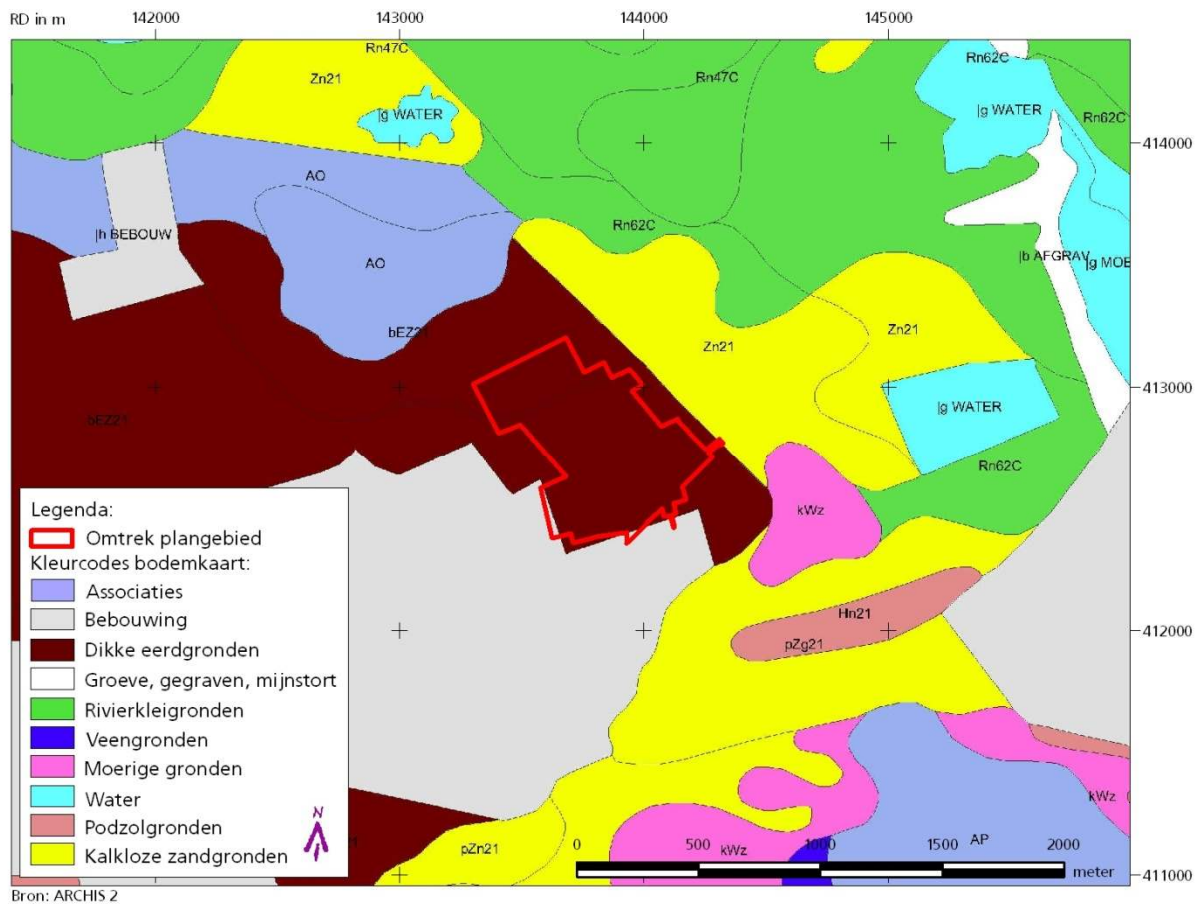 RD in m
142000
143000
144000
145000
Rn47C
Zn21
Rn47C
Rn62C
|g WATER
|g WATER
Rn62C
414000
AO
Rn62C
|h BEBOUW
AO
|b AFGRAV
|g MOE
bEZ21
Zn21
Zn21
413000
bEZ21
|g WATER
Rn62C
kWz
Legenda:
Omtrek plangebied
Kleurcodes bodemkaart:
Associaties
Bebouwing
Dikke eerdgronden
Groeve, gegraven, mijnstort
Rivierkleigronden
Veengronden
Moerige gronden
Water
Podzolgronden
Kalkloze zandgronden
N
Hn21
pZg21
412000
kWz
pZn21
kWz
AP
0
500
1000
1500
2000
meter
411000
Bron: ARCHIS 2